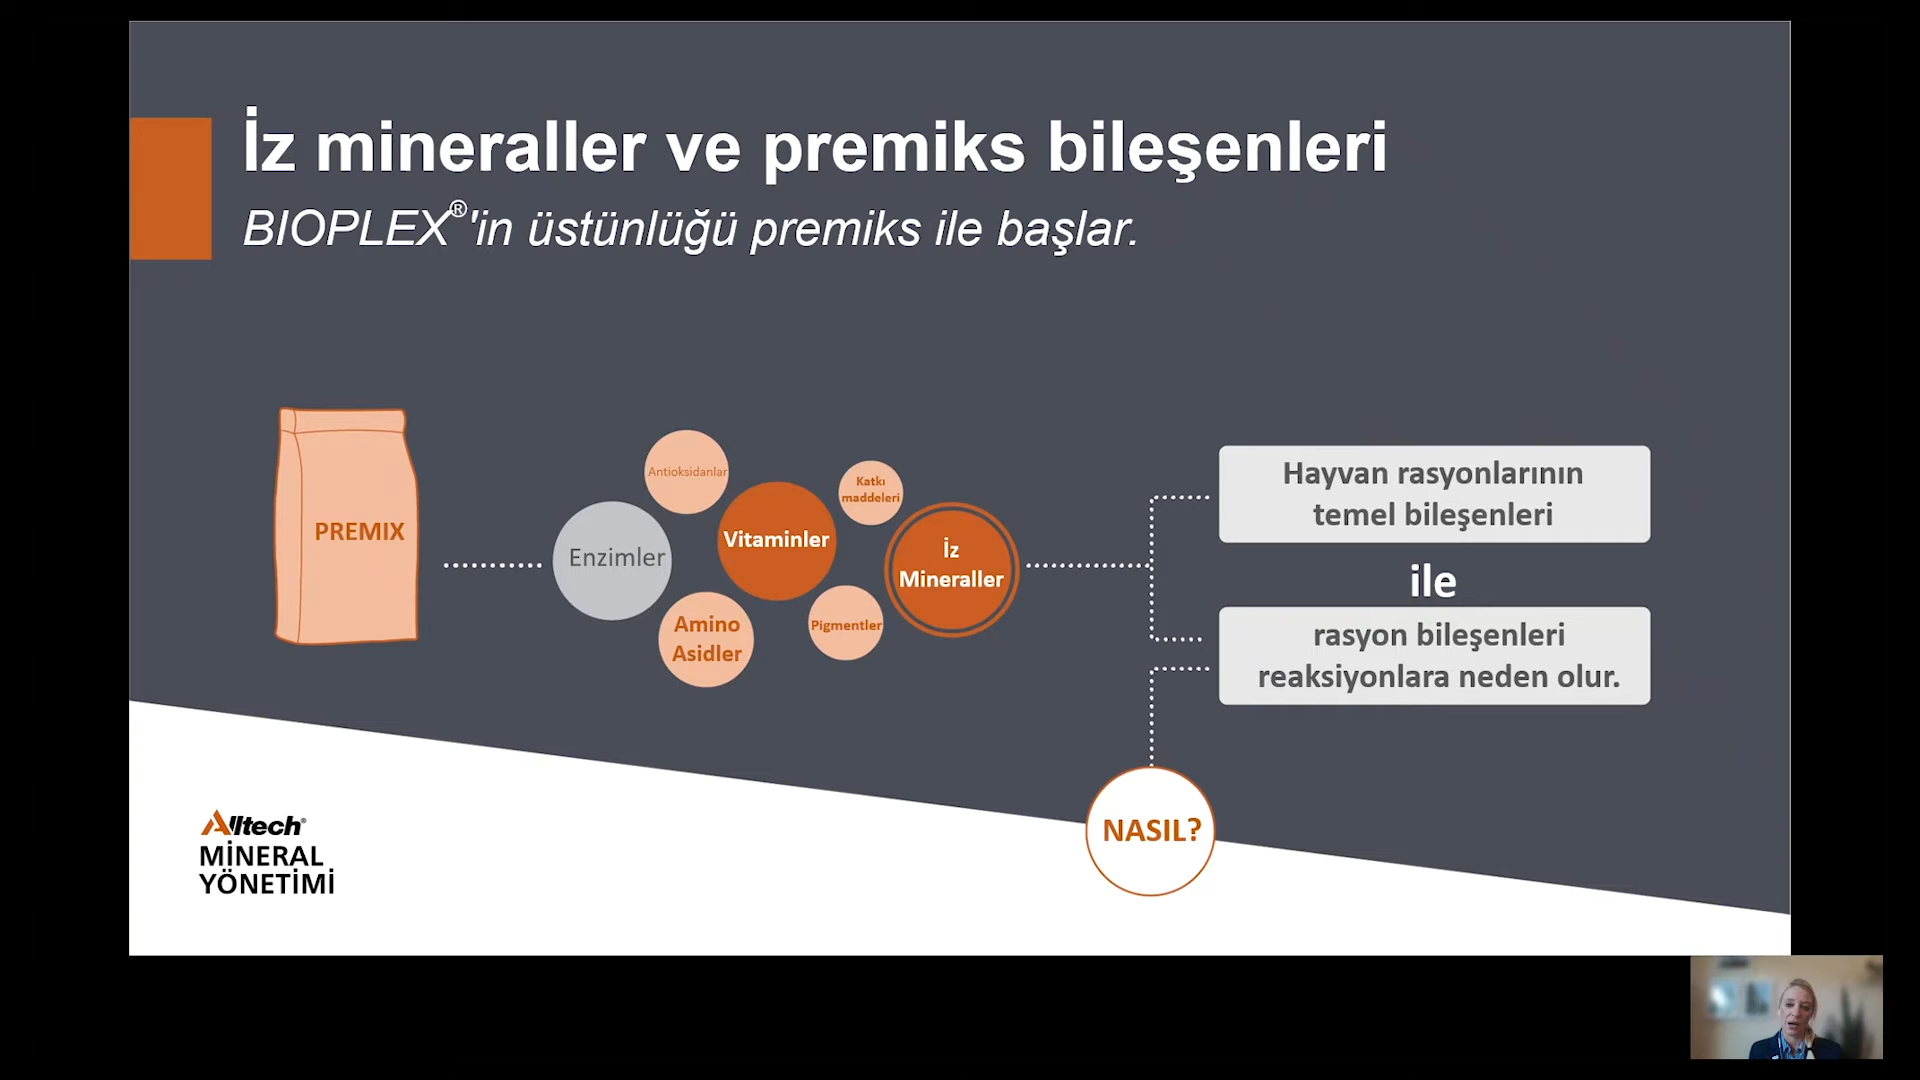 İz mineraller ve premiks bileşenleri
BIOPLEX®'in üstünlüğü premiks ile başlar.
PREMIX
Enzimler
Antioksidanlar
Vitaminler
Amino
Asidler
Katkı
maddeleri
Pigmentler
İz
Mineraller
Hayvan rasyonlarının
temel bileşenleri
ile
rasyon bileşenleri
reaksiyonlara neden olur.
NASIL?
Alltech®
MİNERAL
YÖNETİMİ